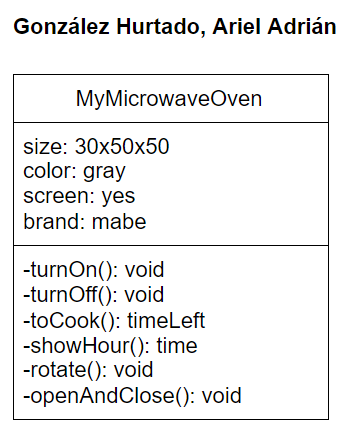 González Hurtado, Ariel Adrián
MyMicrowaveOven
size: 30x50x50
color: gray
screen: yes
brand: mabe
-turnOn(): void
-turnOff(): void
-toCook(): timeLeft
-showHour(): time
-rotate(): void
-openAndClose(): void